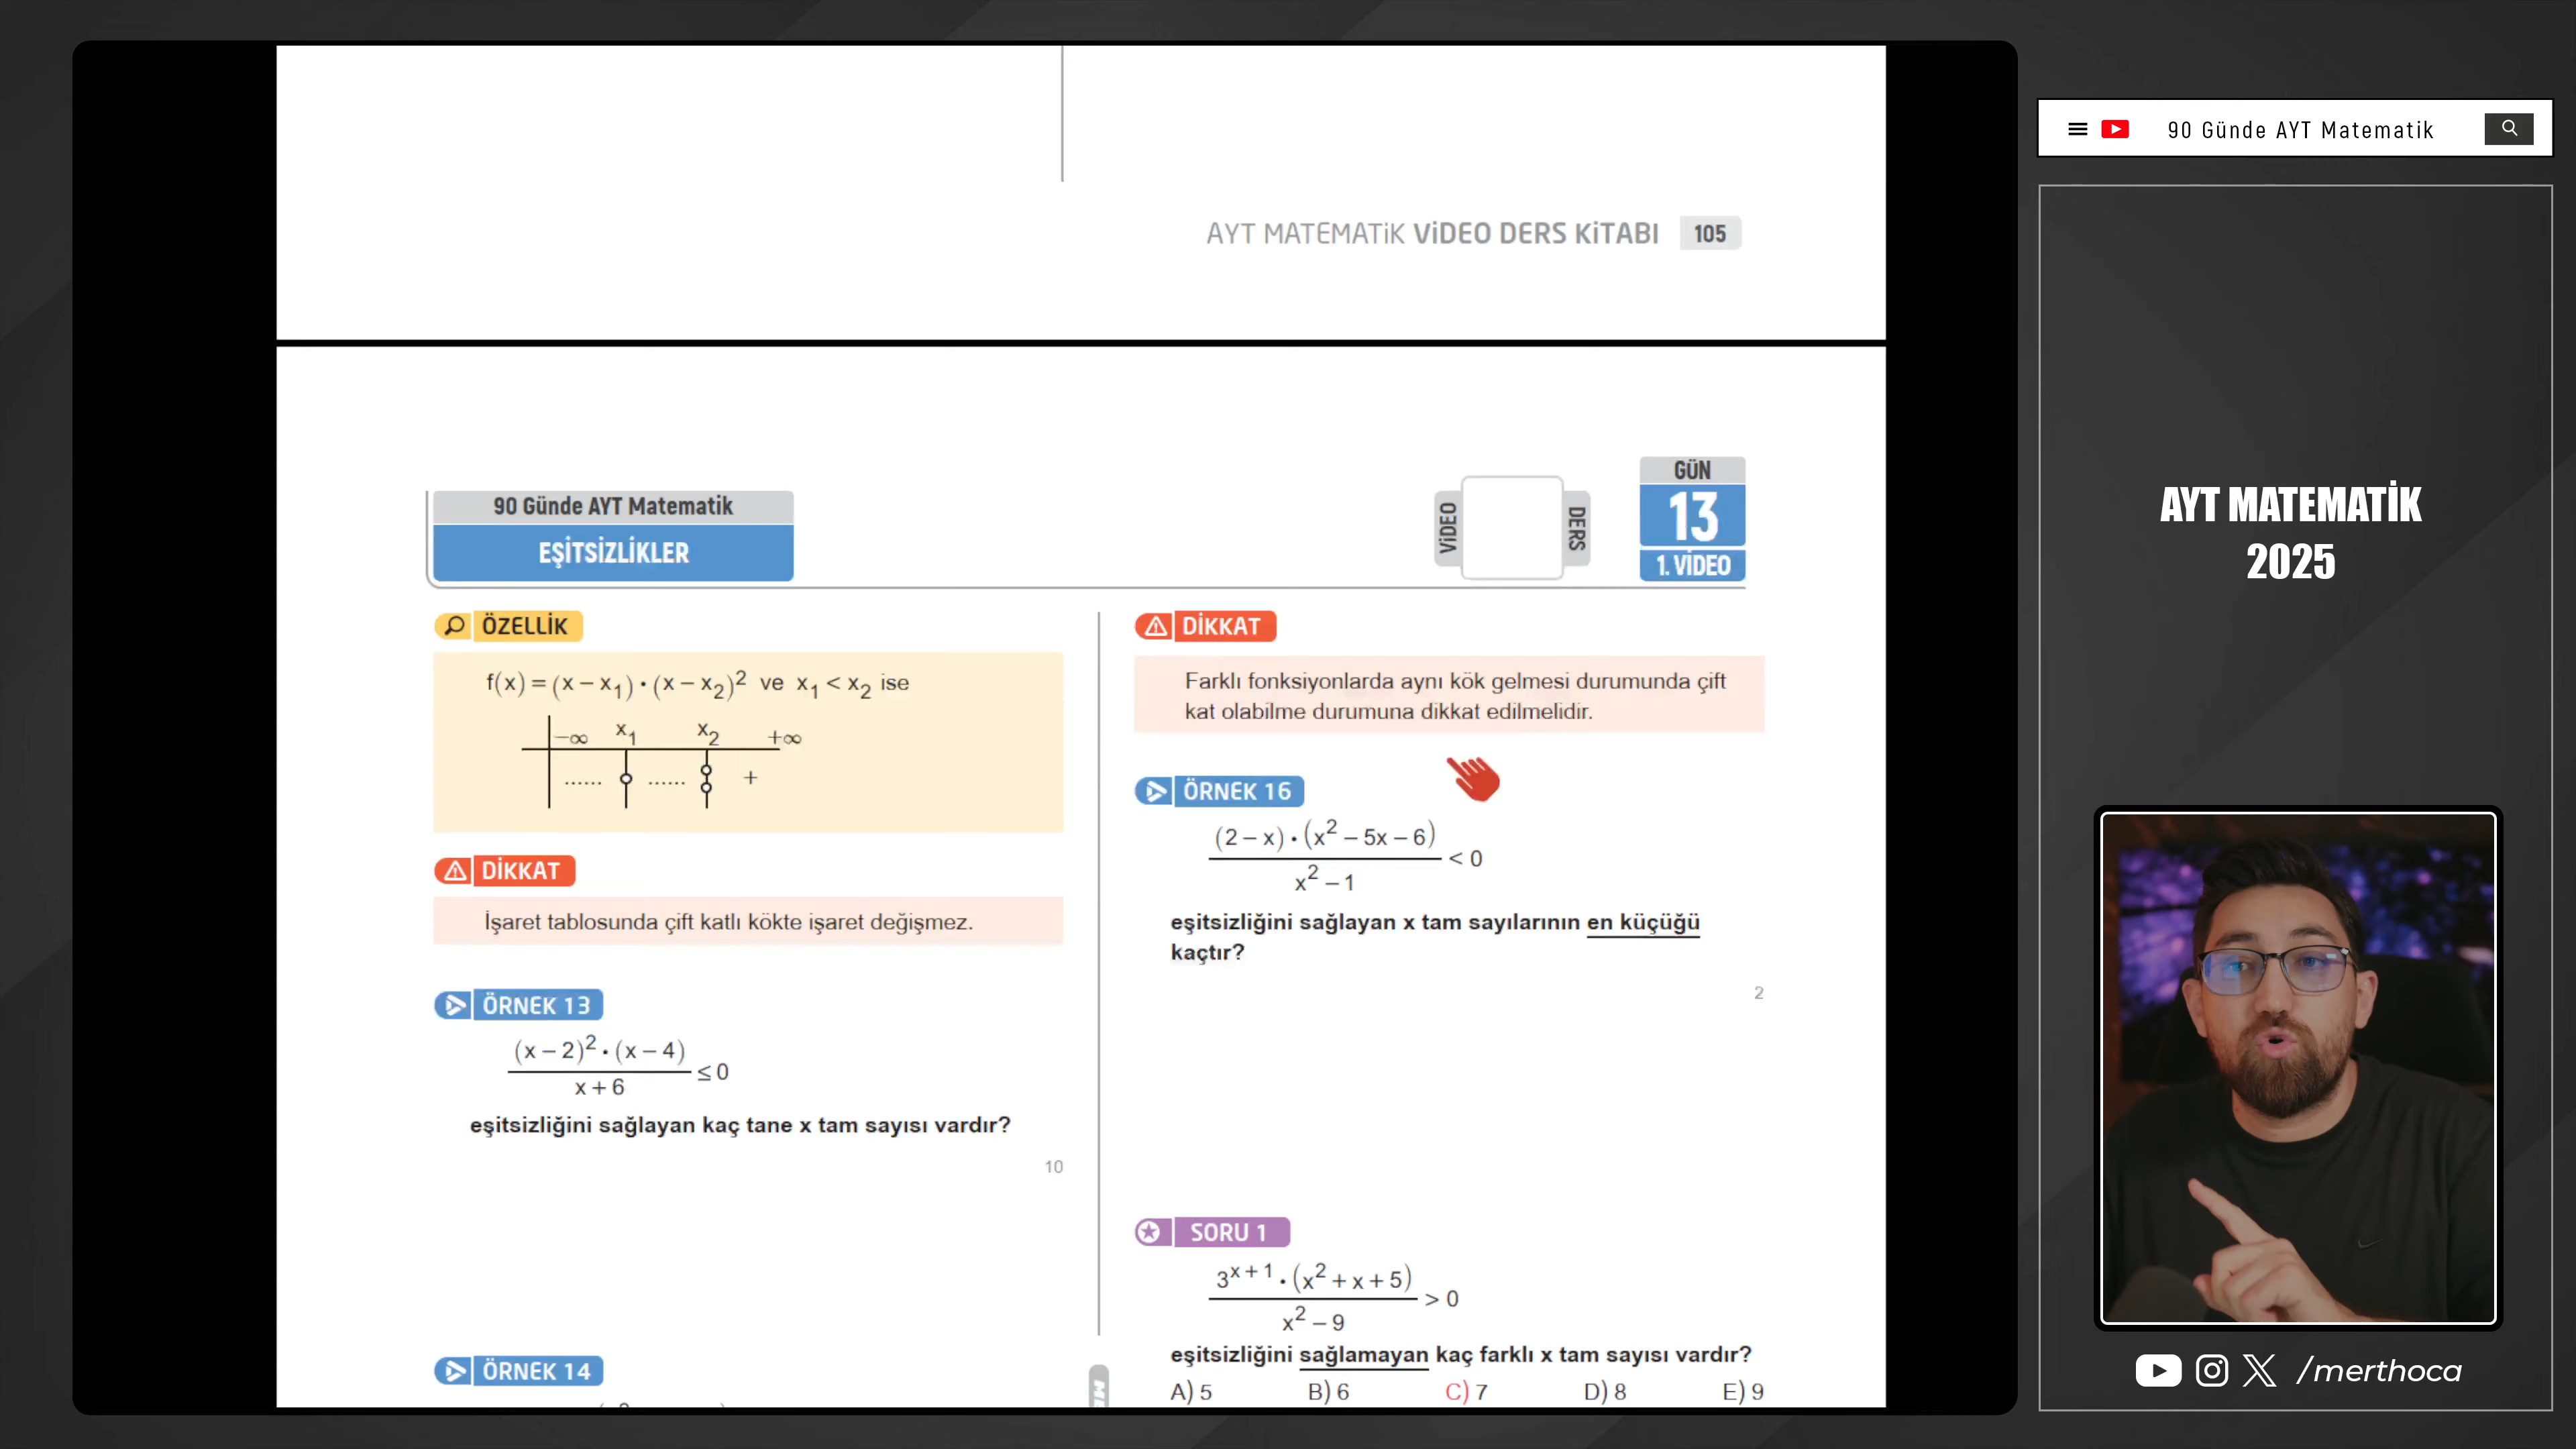 AYT MATEMATİK VİDEO DERS KİTABI 105
90 Günde AYT Matematik
EŞİTSİZLİKLER
VİDEO
DERS
GÜN
13
1. VİDEO
ÖZELLİK
f(x) = (x − x₁) · (x − x₂)² ve x₁ < x₂ ise
−∞ x₁ x₂ +∞
...... ...... +
DİKKAT
İşaret tablosunda çift katlı kökte işaret değişmez.
ÖRNEK 13
(x − 2)² · (x − 4)
x + 6
≤ 0
eşitsizliğini sağlayan kaç tane x tam sayısı vardır?
10
ÖRNEK 14
DİKKAT
Farklı fonksiyonlarda aynı kök gelmesi durumunda çift
kat olabilme durumuna dikkat edilmelidir.
ÖRNEK 16
(2 − x) · (x² − 5x − 6)
x² − 1
< 0
eşitsizliğini sağlayan x tam sayılarının en küçüğü
kaçtır?
2
SORU 1
3ˣ⁺¹ · (x² + x + 5)
x² − 9
> 0
eşitsizliğini sağlamayan kaç farklı x tam sayısı vardır?
A) 5 B) 6 C) 7 D) 8 E) 9
90 Günde AYT Matematik
AYT MATEMATİK
2025
/merthoca